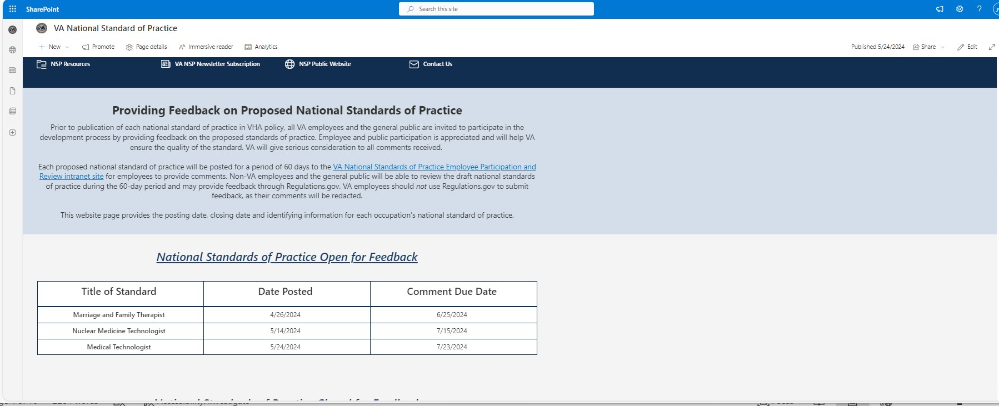 SharePoint
Search this site
VA National Standard of Practice
New
Promote
Page details
Immersive reader
Analytics
Published 5/24/2024
Share
Edit
NSP Resources
VA NSP Newsletter Subscription
NSP Public Website
Contact Us
Providing Feedback on Proposed National Standards of Practice
Prior to publication of each national standard of practice in VHA policy, all VA employees and the general public are invited to participate in the
development process by providing feedback on the proposed standards of practice. Employee and public participation is appreciated and will help VA
ensure the quality of the standard. VA will give serious consideration to all comments received.
Each proposed national standard of practice will be posted for a period of 60 days to the VA National Standards of Practice Employee Participation and
Review intranet site for employees to provide comments. Non-VA employees and the general public will be able to review the draft national standards
of practice during the 60-day period and may provide feedback through Regulations.gov. VA employees should not use Regulations.gov to submit
feedback, as their comments will be redacted.
This website page provides the posting date, closing date and identifying information for each occupation's national standard of practice.
National Standards of Practice Open for Feedback
Title of Standard Date Posted Comment Due Date
Marriage and Family Therapist 4/26/2024 6/25/2024
Nuclear Medicine Technologist 5/14/2024 7/15/2024
Medical Technologist 5/24/2024 7/23/2024